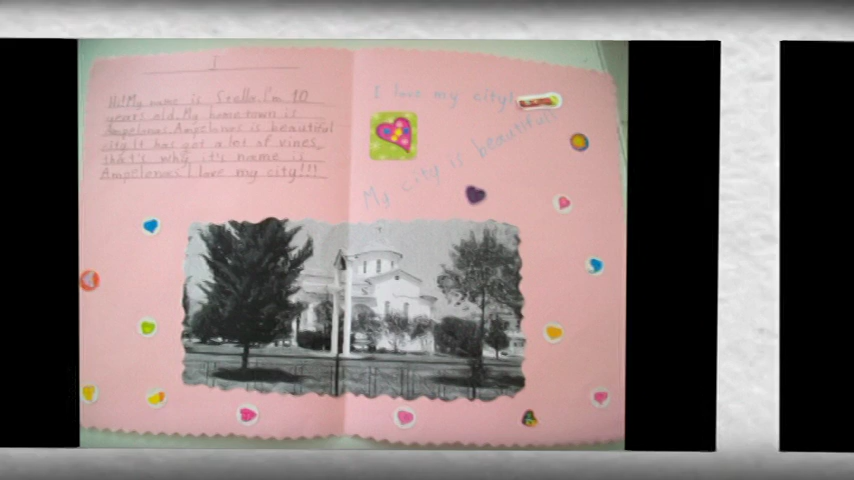 Hi! My name is Stella. I'm 10
years old. My home town is
Ampelonas. Ampelonas is beautiful
city. It has got a lot of vines,
that's why it's name is
Ampelonas. I love my city!!!
I love my city!
My city is beautiful!